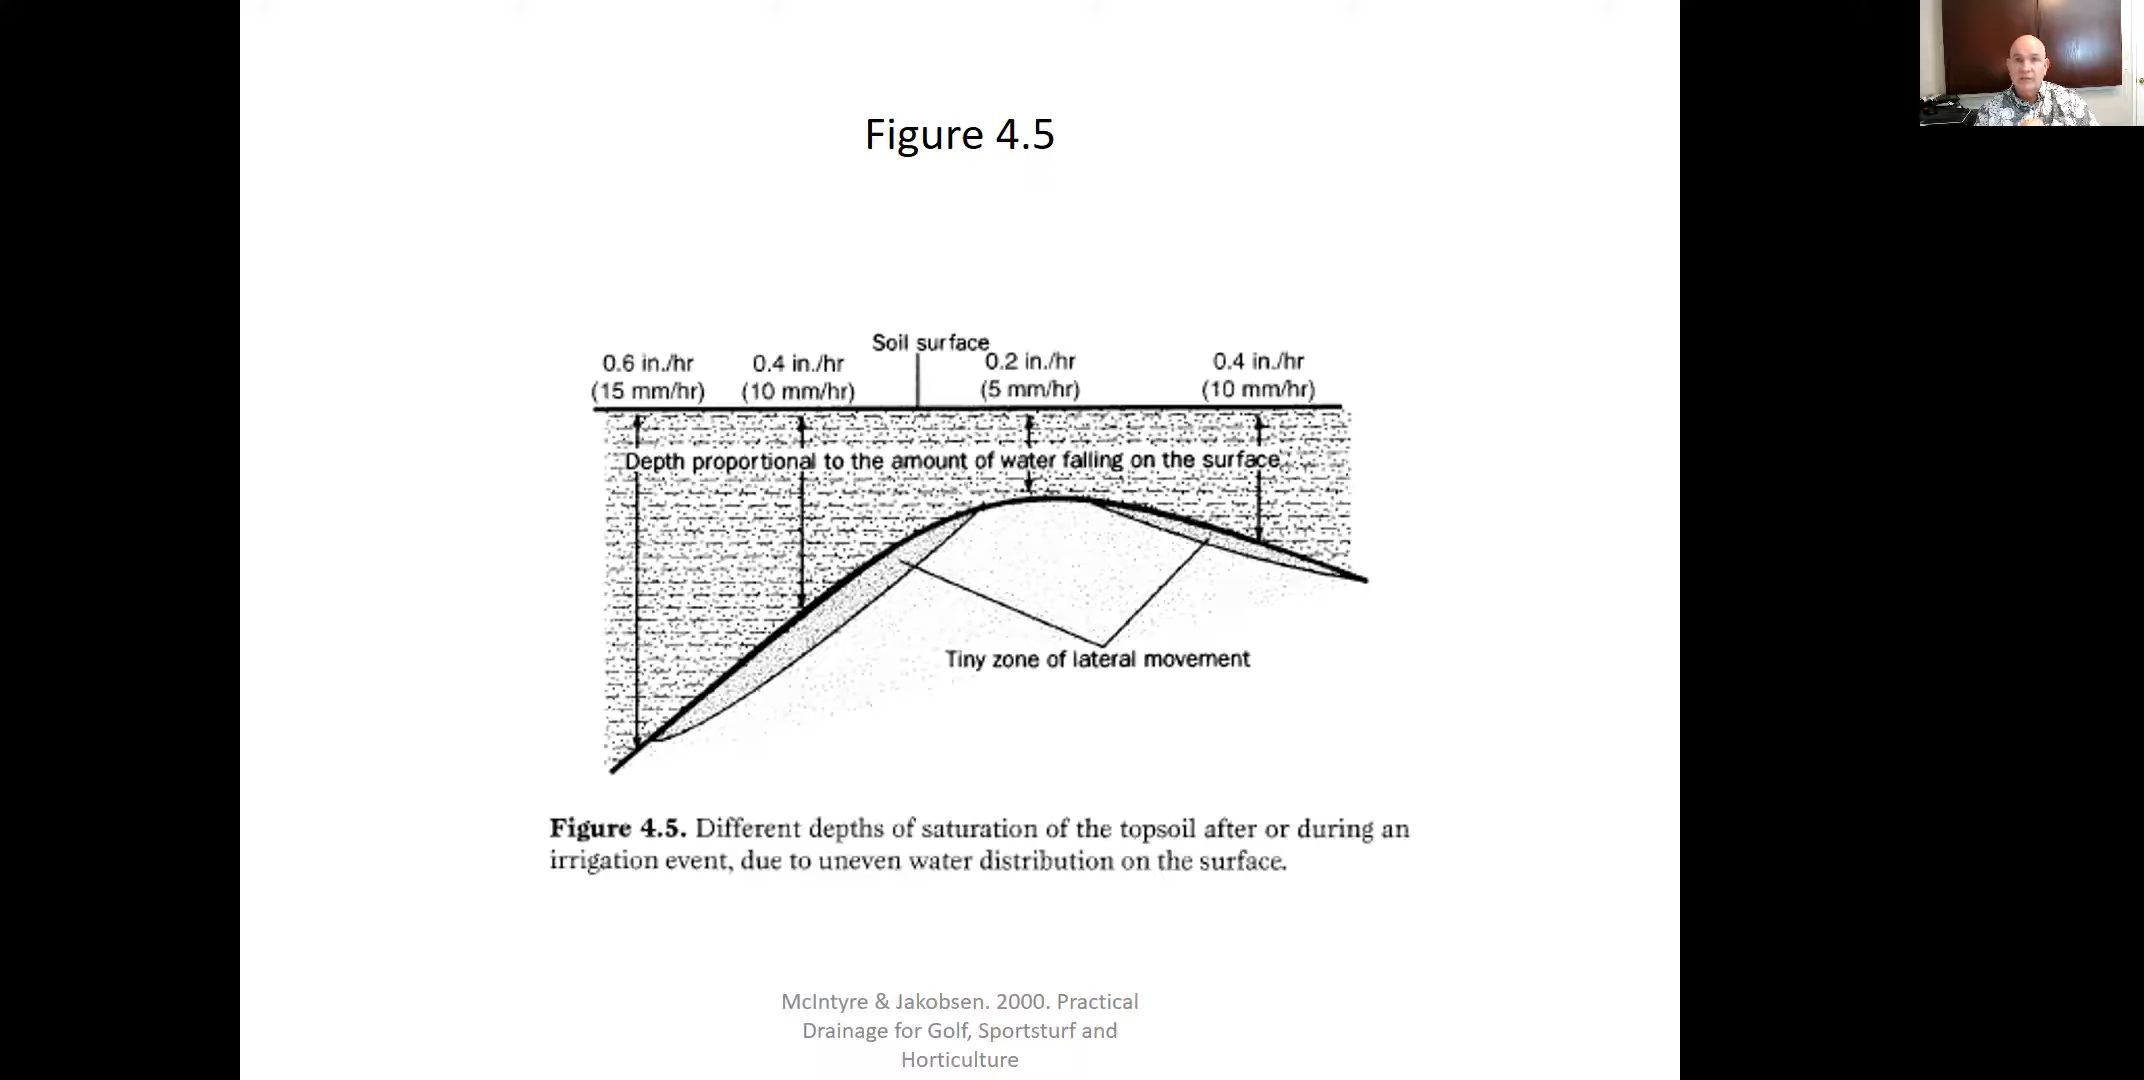 Figure 4.5
Soil surface
0.6 in./hr 0.4 in./hr 0.2 in./hr 0.4 in./hr
(15 mm/hr) (10 mm/hr) (5 mm/hr) (10 mm/hr)
Depth proportional to the amount of water falling on the surface
Tiny zone of lateral movement
Figure 4.5. Different depths of saturation of the topsoil after or during an
irrigation event, due to uneven water distribution on the surface.
McIntyre & Jakobsen. 2000. Practical
Drainage for Golf, Sportsturf and
Horticulture